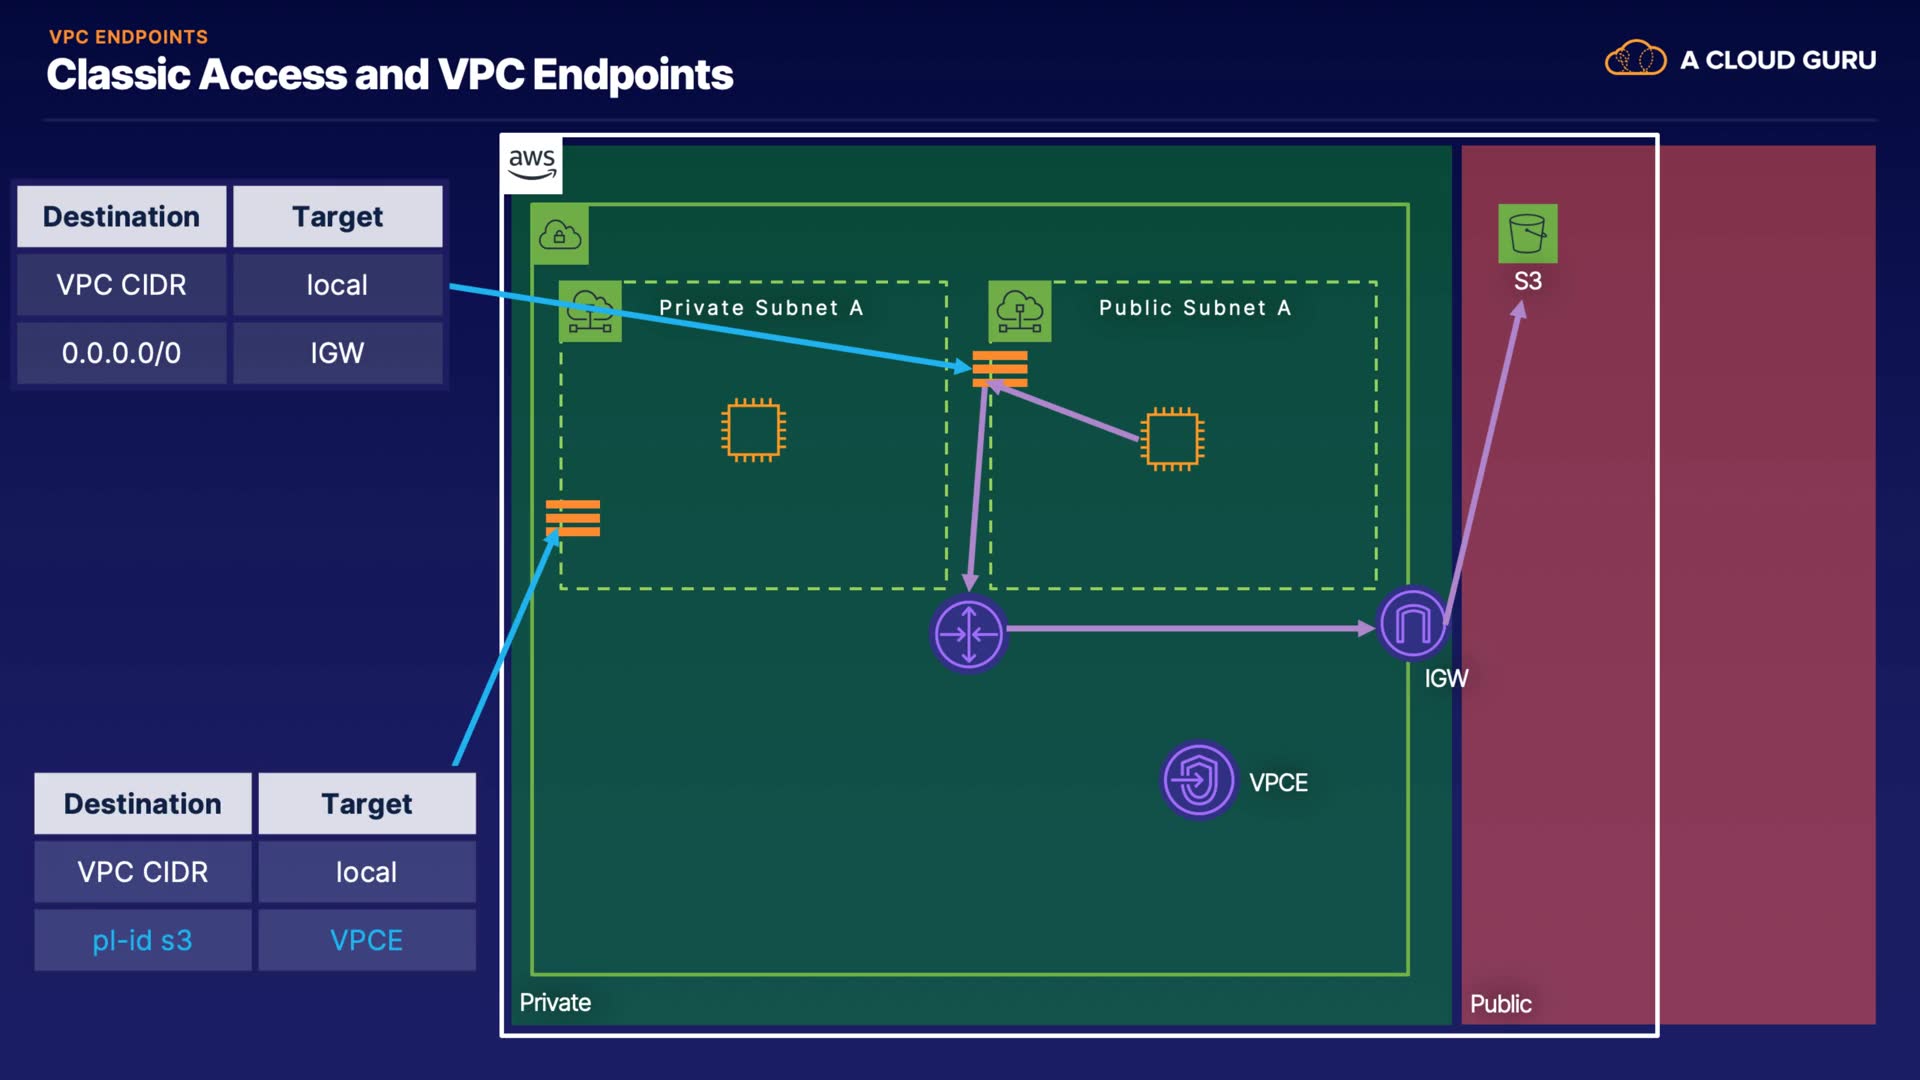 VPC ENDPOINTS
Classic Access and VPC Endpoints
A CLOUD GURU
aws
Destination Target
VPC CIDR local
0.0.0.0/0 IGW
Private Subnet A
Public Subnet A
S3
IGW
VPCE
Destination Target
VPC CIDR local
pl-id s3 VPCE
Private
Public